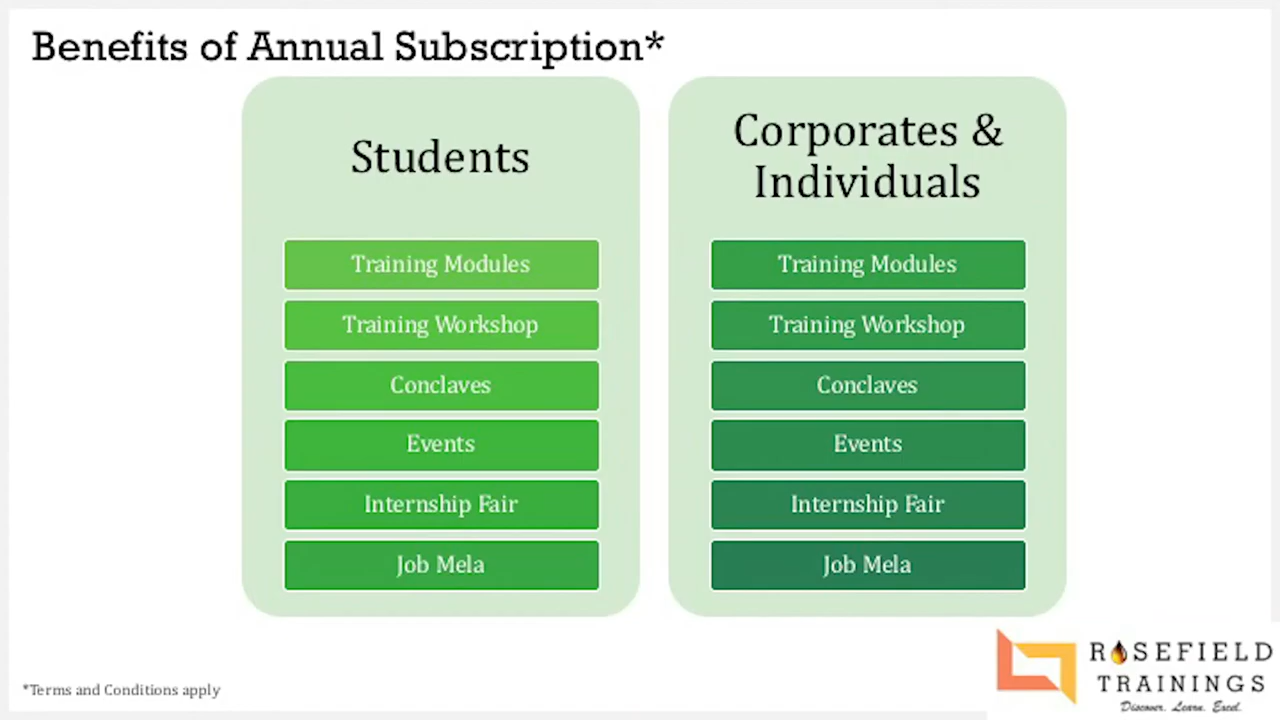 Benefits of Annual Subscription*
Students
Training Modules
Training Workshop
Conclaves
Events
Internship Fair
Job Mela
Corporates &
Individuals
Training Modules
Training Workshop
Conclaves
Events
Internship Fair
Job Mela
*Terms and Conditions apply
ROSEFIELD
TRAININGS
Discover. Learn. Excel.